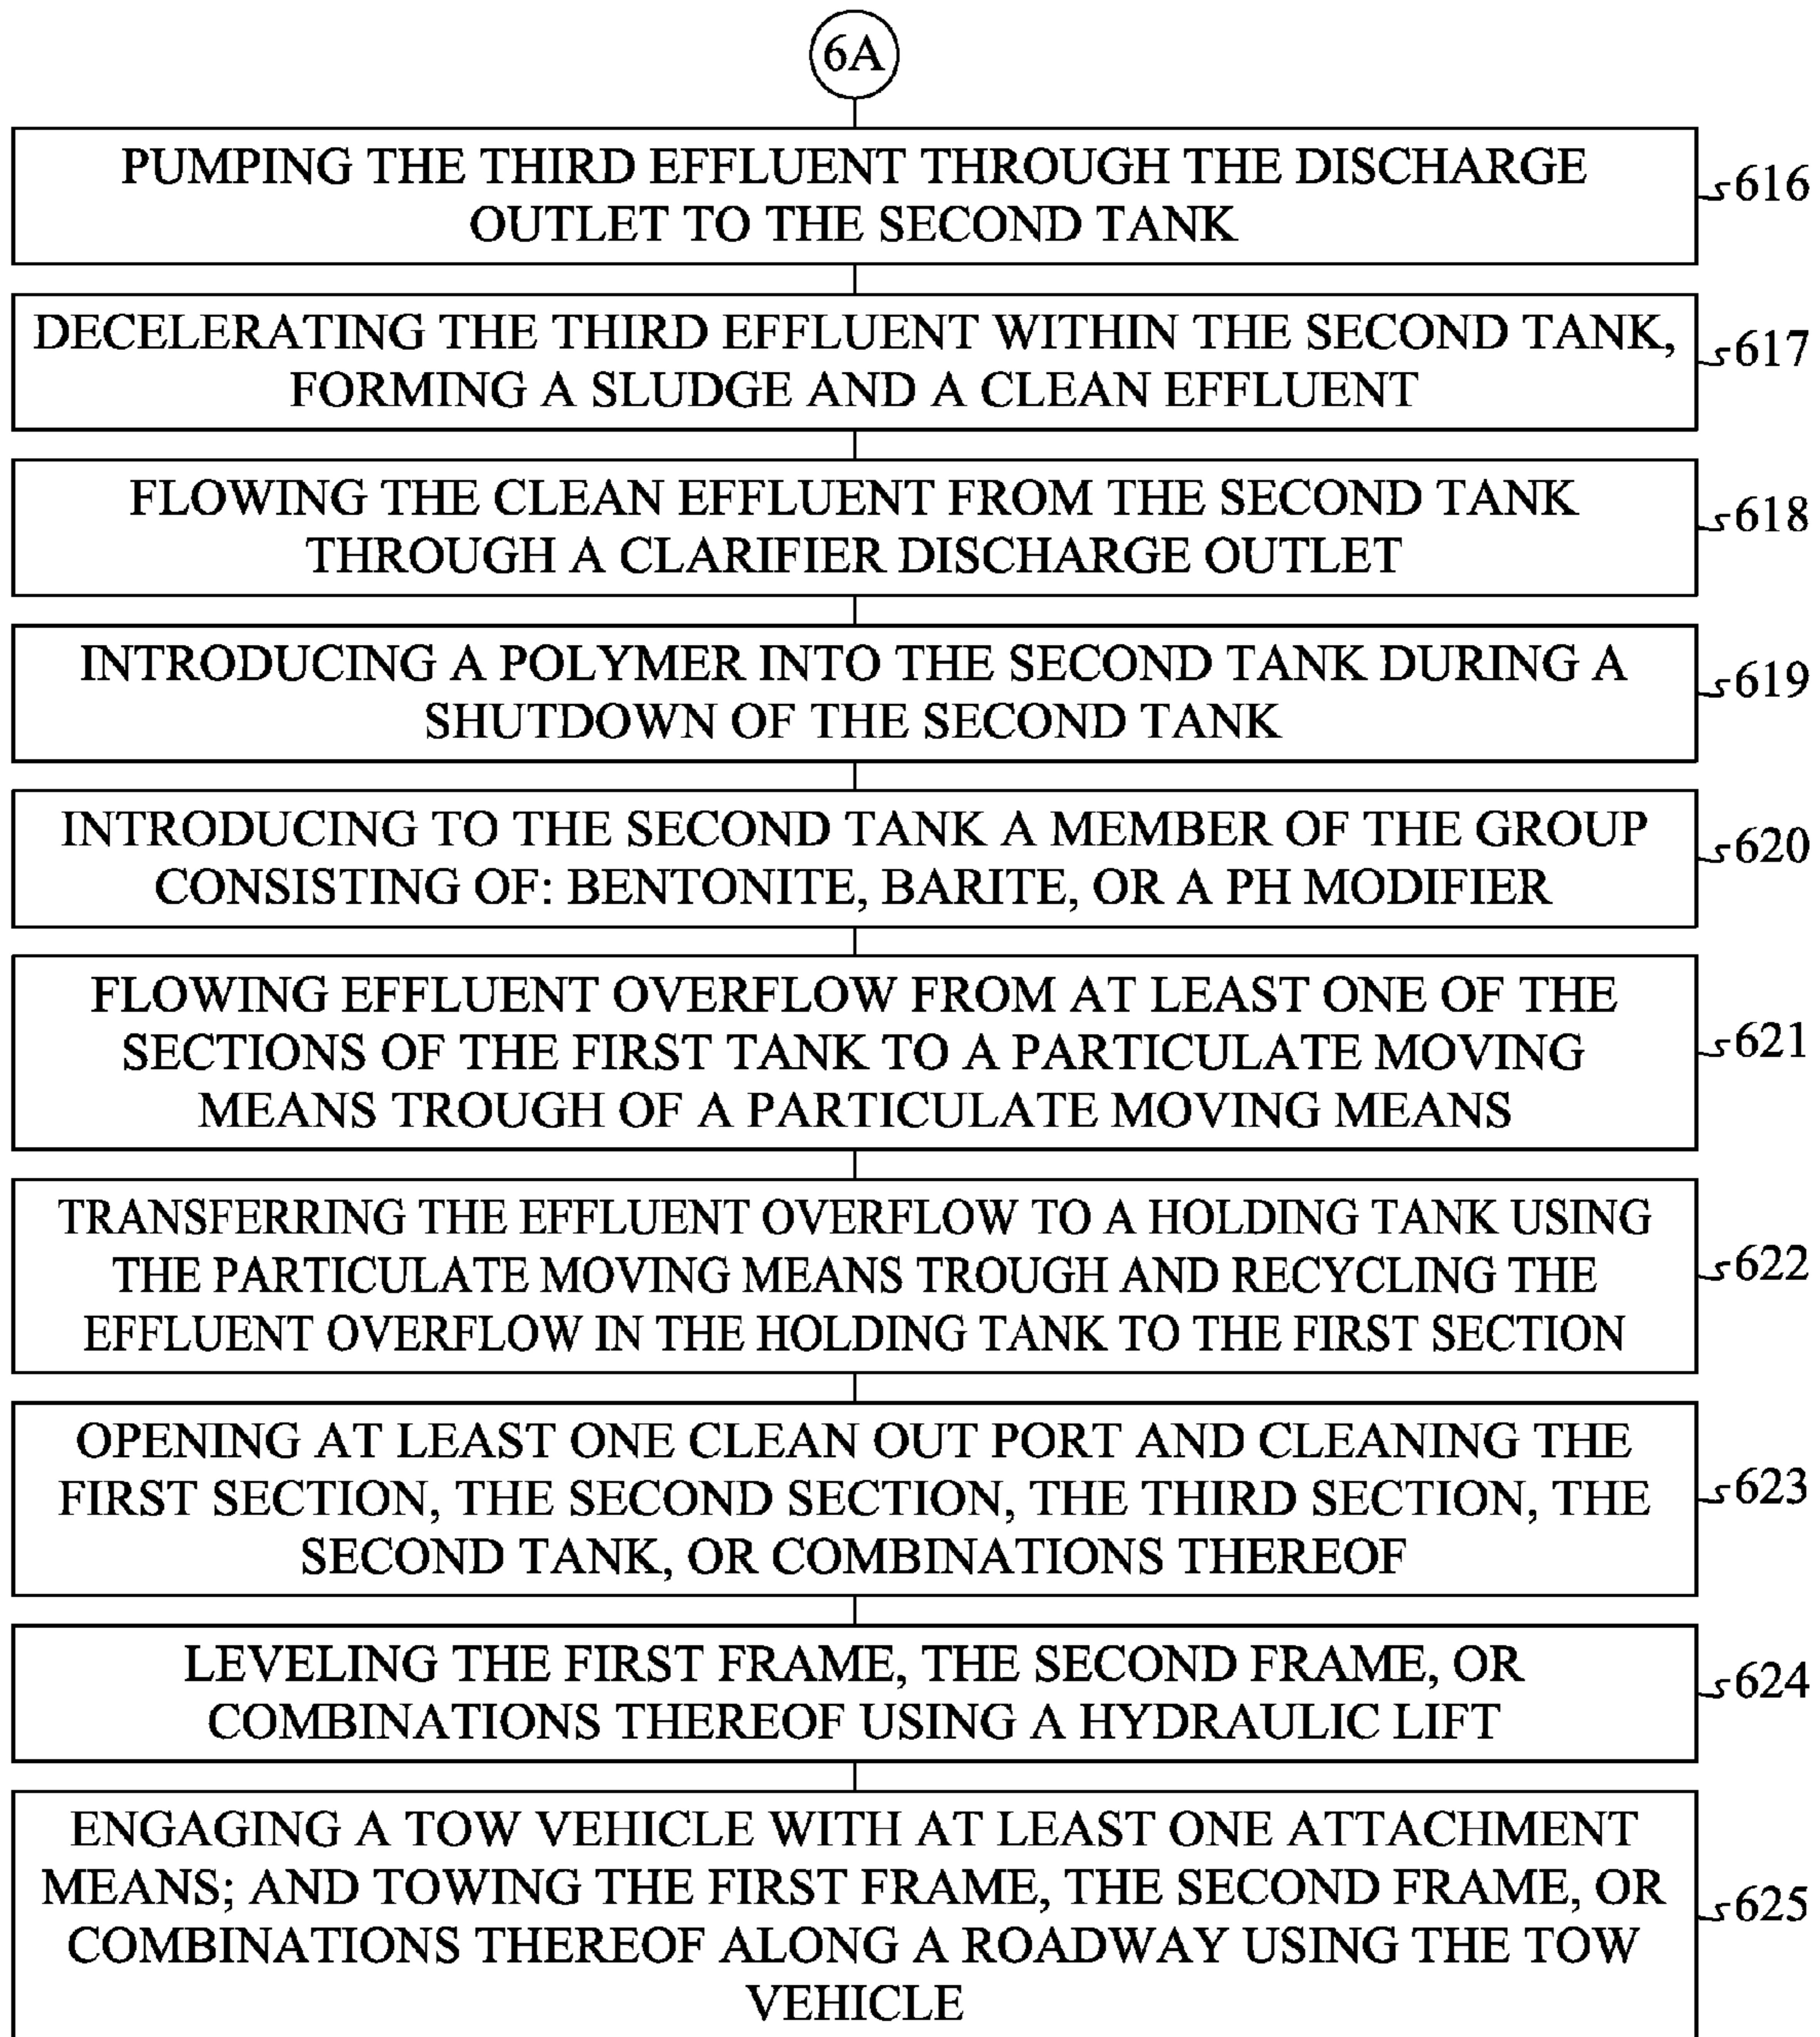 6A
PUMPING THE THIRD EFFLUENT THROUGH THE DISCHARGE
OUTLET TO THE SECOND TANK
616
DECELERATING THE THIRD EFFLUENT WITHIN THE SECOND TANK,
FORMING A SLUDGE AND A CLEAN EFFLUENT
617
FLOWING THE CLEAN EFFLUENT FROM THE SECOND TANK
THROUGH A CLARIFIER DISCHARGE OUTLET
618
INTRODUCING A POLYMER INTO THE SECOND TANK DURING A
SHUTDOWN OF THE SECOND TANK
619
INTRODUCING TO THE SECOND TANK A MEMBER OF THE GROUP
CONSISTING OF: BENTONITE, BARITE, OR A PH MODIFIER
620
FLOWING EFFLUENT OVERFLOW FROM AT LEAST ONE OF THE
SECTIONS OF THE FIRST TANK TO A PARTICULATE MOVING
MEANS TROUGH OF A PARTICULATE MOVING MEANS
621
TRANSFERRING THE EFFLUENT OVERFLOW TO A HOLDING TANK USING
THE PARTICULATE MOVING MEANS TROUGH AND RECYCLING THE
EFFLUENT OVERFLOW IN THE HOLDING TANK TO THE FIRST SECTION
622
OPENING AT LEAST ONE CLEAN OUT PORT AND CLEANING THE
FIRST SECTION, THE SECOND SECTION, THE THIRD SECTION, THE
SECOND TANK, OR COMBINATIONS THEREOF
623
LEVELING THE FIRST FRAME, THE SECOND FRAME, OR
COMBINATIONS THEREOF USING A HYDRAULIC LIFT
624
ENGAGING A TOW VEHICLE WITH AT LEAST ONE ATTACHMENT
MEANS; AND TOWING THE FIRST FRAME, THE SECOND FRAME, OR
COMBINATIONS THEREOF ALONG A ROADWAY USING THE TOW
VEHICLE
625